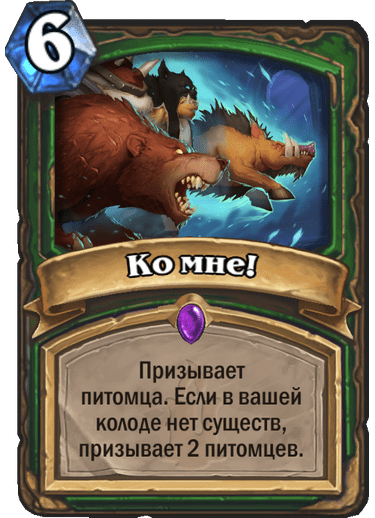 6
Ко мне!
Призывает
питомца. Если в вашей
колоде нет существ,
призывает 2 питомцев.